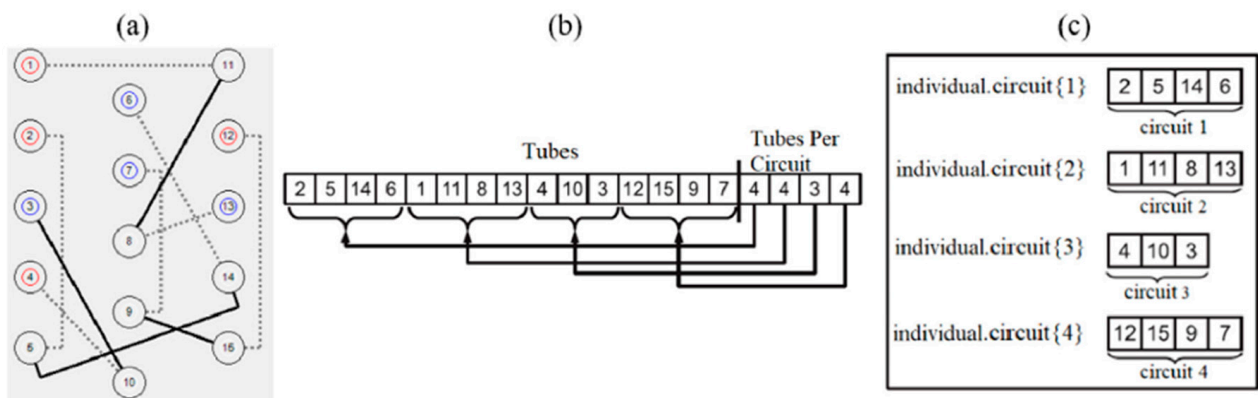 (a)
(b)
(c)
1
11
6
2
12
7
3
13
8
4
14
9
5
15
10
Tubes
Tubes Per
Circuit
2 5 14 6 1 11 8 13 4 10 3 12 15 9 7 4 4 3 4
individual.circuit{1} 2 5 14 6
circuit 1
individual.circuit{2} 1 11 8 13
circuit 2
individual.circuit{3} 4 10 3
circuit 3
individual.circuit{4} 12 15 9 7
circuit 4